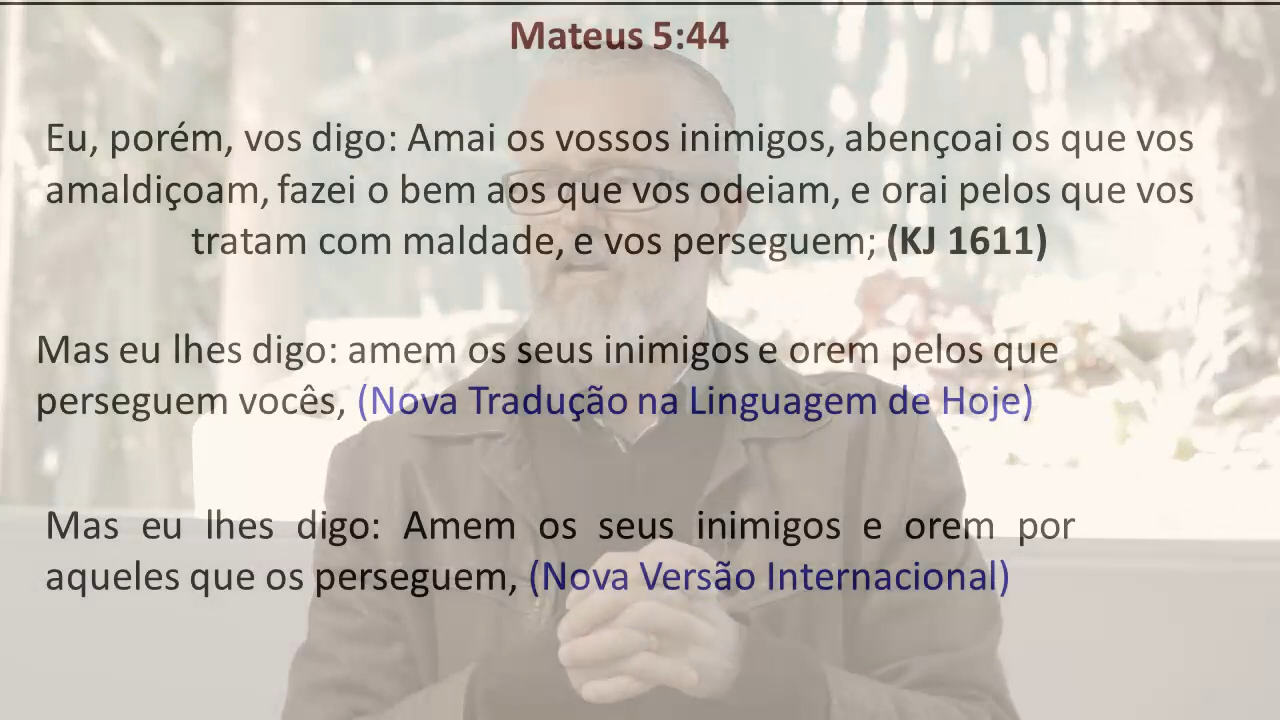 Mateus 5:44
Eu, porém, vos digo: Amai os vossos inimigos, abençoai os que vos
amaldiçoam, fazei o bem aos que vos odeiam, e orai pelos que vos
tratam com maldade, e vos perseguem; (KJ 1611)
Mas eu lhes digo: amem os seus inimigos e orem pelos que
perseguem vocês, (Nova Tradução na Linguagem de Hoje)
Mas eu lhes digo: Amem os seus inimigos e orem por
aqueles que os perseguem, (Nova Versão Internacional)